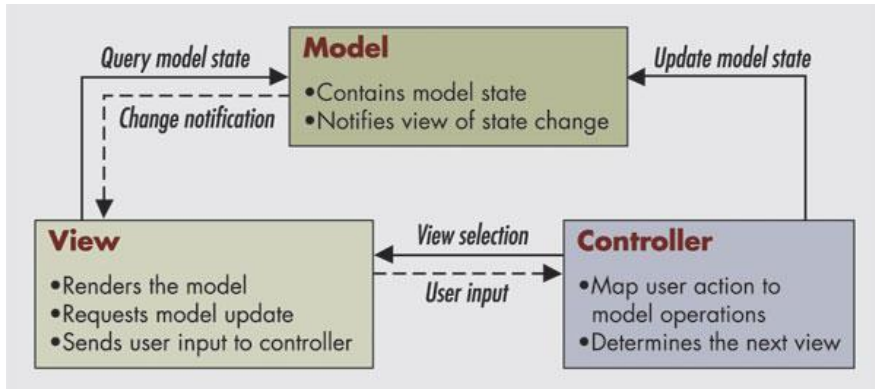 Model
•Contains model state
•Notifies view of state change
Query model state
Change notification
Update model state
View
•Renders the model
•Requests model update
•Sends user input to controller
View selection
User input
Controller
•Map user action to
model operations
•Determines the next view